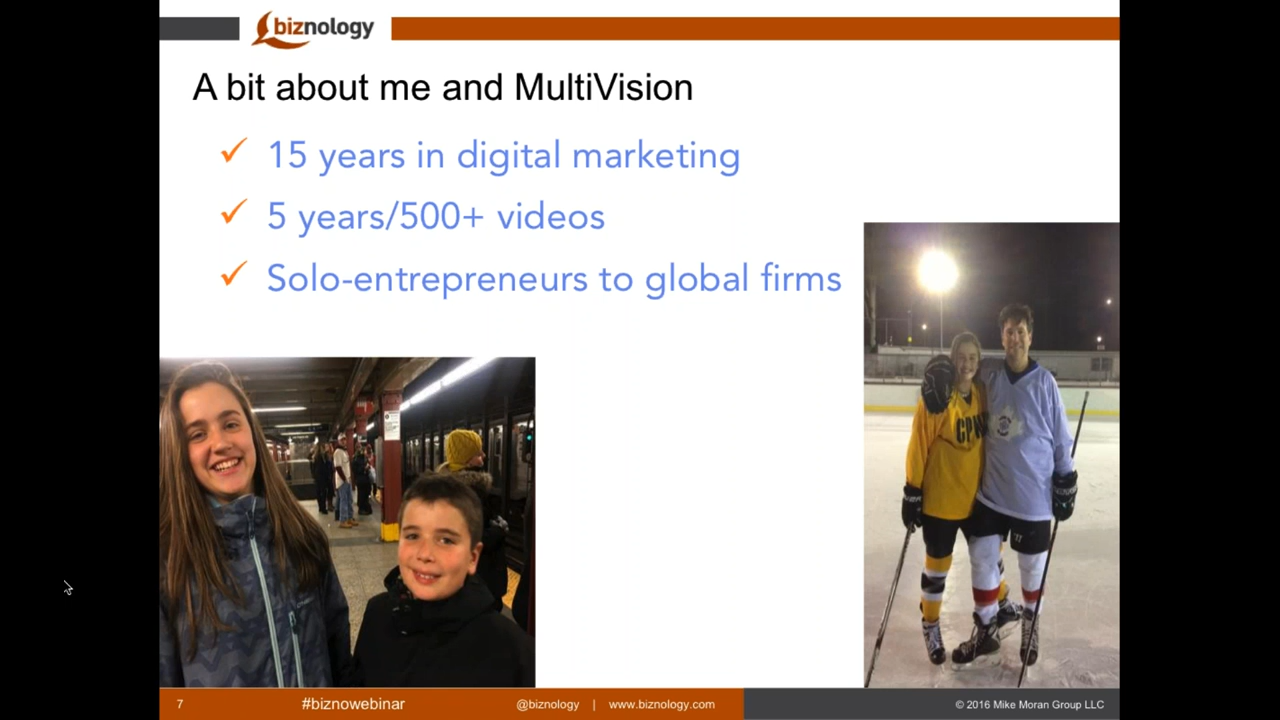 biznology
A bit about me and MultiVision
15 years in digital marketing
5 years/500+ videos
Solo-entrepreneurs to global firms
7
#biznowebinar
@biznology | www.biznology.com
© 2016 Mike Moran Group LLC